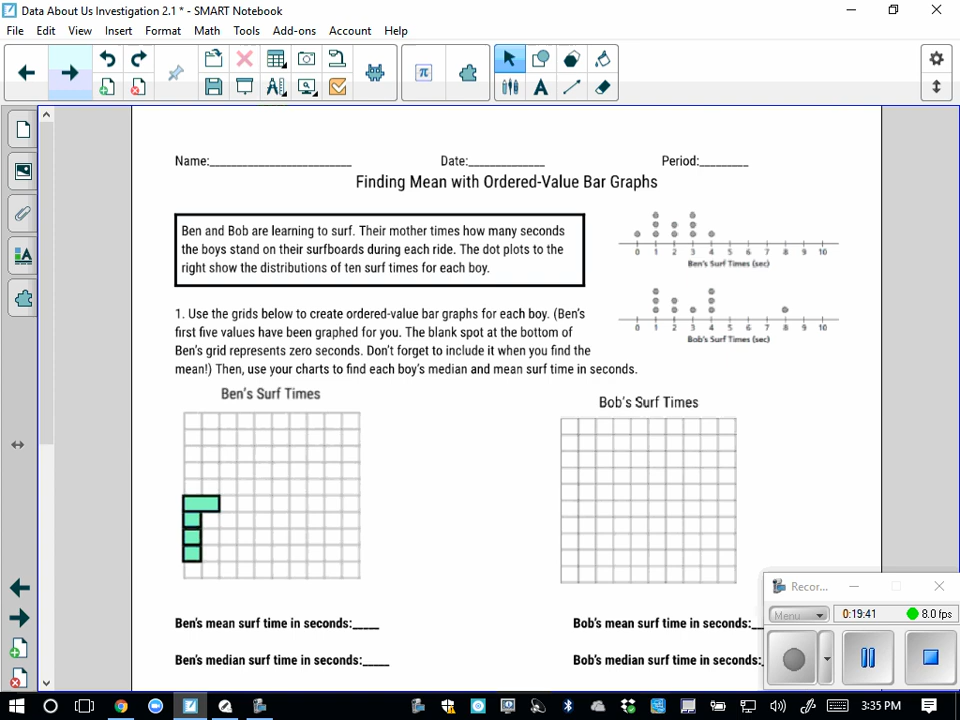 Data About Us Investigation 2.1 * - SMART Notebook
File Edit View Insert Format Math Tools Add-ons Account Help
Name:_________________________ Date:_____________ Period:________
Finding Mean with Ordered-Value Bar Graphs
Ben and Bob are learning to surf. Their mother times how many seconds
the boys stand on their surfboards during each ride. The dot plots to the
right show the distributions of ten surf times for each boy.
0 1 2 3 4 5 6 7 8 9 10
Ben's Surf Times (sec)
0 1 2 3 4 5 6 7 8 9 10
Bob's Surf Times (sec)
1. Use the grids below to create ordered-value bar graphs for each boy. (Ben's
first five values have been graphed for you. The blank spot at the bottom of
Ben's grid represents zero seconds. Don't forget to include it when you find the
mean!) Then, use your charts to find each boy's median and mean surf time in seconds.
Ben's Surf Times
Bob's Surf Times
Ben's mean surf time in seconds:_____
Bob's mean surf time in seconds:__
Ben's median surf time in seconds:_____
Bob's median surf time in seconds:
Recor...
Menu
0:19:41
8.0 fps
3:35 PM